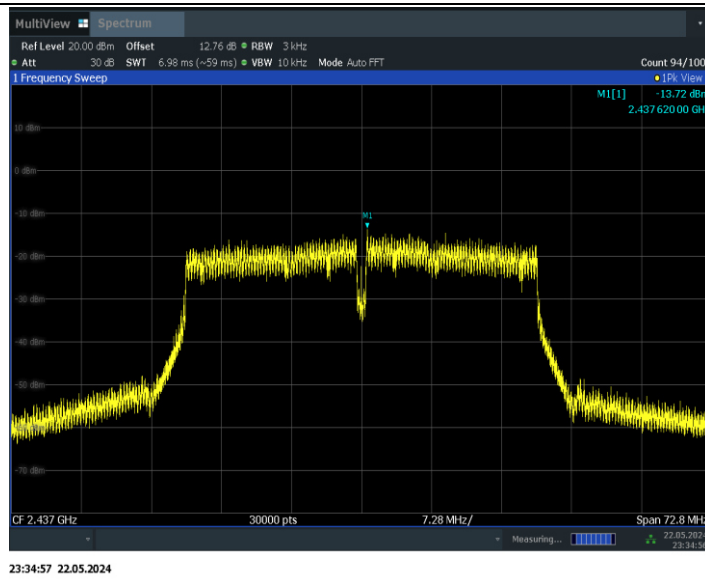 MultiView Spectrum
Ref Level 20.00 dBm Offset 12.76 dB RBW 3 kHz
Att 30 dB SWT 6.98 ms (~59 ms) VBW 10 kHz Mode Auto FFT Count 94/100
1 Frequency Sweep 1Pk View
M1[1] -13.72 dBm
2.437 620 00 GH
10 dBm
0 dBm
M1
-10 dBm
-20 dBm
-30 dBm
-40 dBm
-50 dBm
-70 dBm
CF 2.437 GHz 30000 pts 7.28 MHz/ Span 72.8 MHz
Measuring... 22.05.2024
23:34:56
23:34:57 22.05.2024